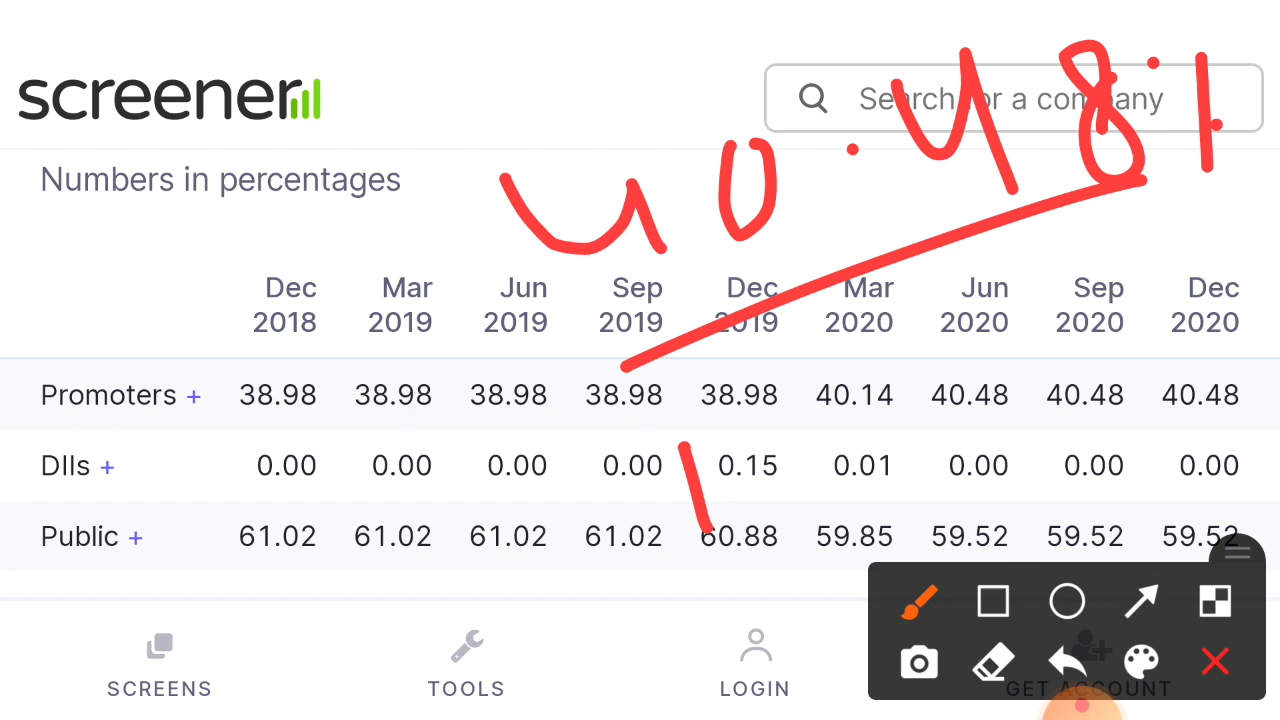 screener
Search for a company
40.48%
Numbers in percentages
Dec 2018 Mar 2019 Jun 2019 Sep 2019 Dec 2019 Mar 2020 Jun 2020 Sep 2020 Dec 2020
Promoters + 38.98 38.98 38.98 38.98 38.98 40.14 40.48 40.48 40.48
DIIs + 0.00 0.00 0.00 0.00 0.15 0.01 0.00 0.00 0.00
Public + 61.02 61.02 61.02 61.02 60.88 59.85 59.52 59.52 59.52
SCREENS TOOLS LOGIN GET ACCOUNT